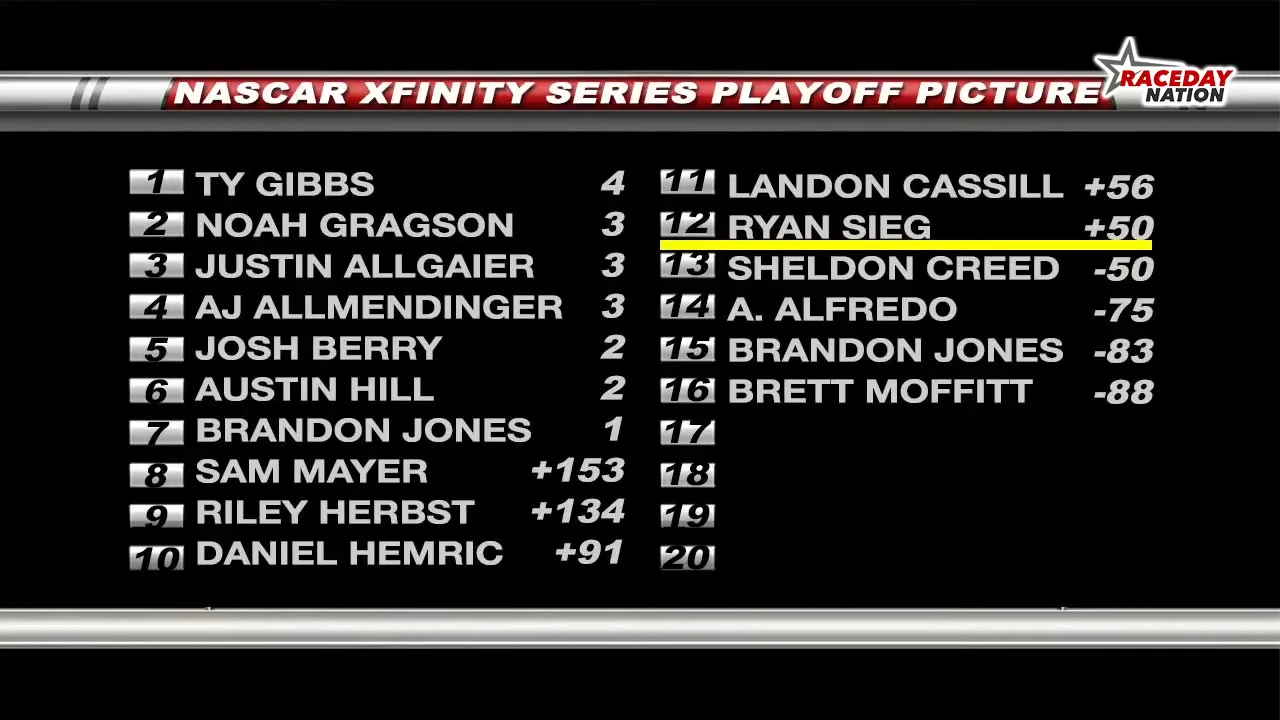 RACEDAY
NATION
NASCAR XFINITY SERIES PLAYOFF PICTURE
1 TY GIBBS 4
2 NOAH GRAGSON 3
3 JUSTIN ALLGAIER 3
4 AJ ALLMENDINGER 3
5 JOSH BERRY 2
6 AUSTIN HILL 2
7 BRANDON JONES 1
8 SAM MAYER +153
9 RILEY HERBST +134
10 DANIEL HEMRIC +91
11 LANDON CASSILL +56
12 RYAN SIEG +50
13 SHELDON CREED -50
14 A. ALFREDO -75
15 BRANDON JONES -83
16 BRETT MOFFITT -88
17
18
19
20